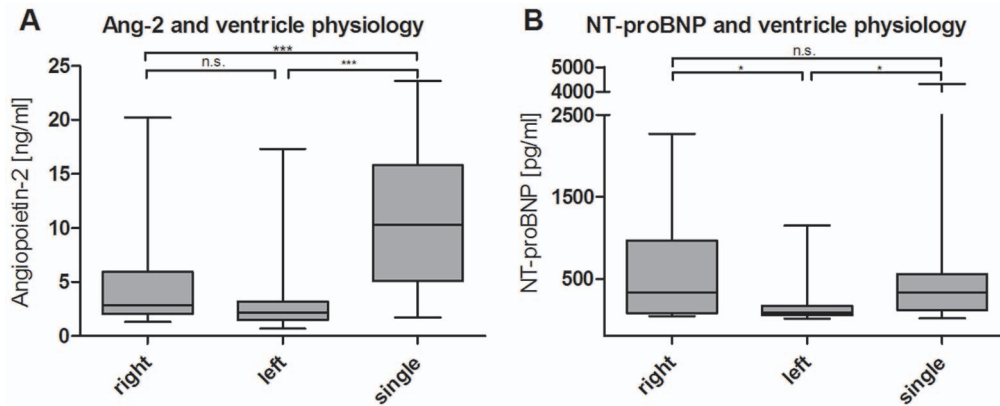 A Ang-2 and ventricle physiology
***
n.s. ***
25
20
15
10
5
0
Angiopoietin-2 [ng/ml]
right left single
B NT-proBNP and ventricle physiology
n.s.
* *
5000
4000
2500
1500
500
NT-proBNP [pg/ml]
right left single